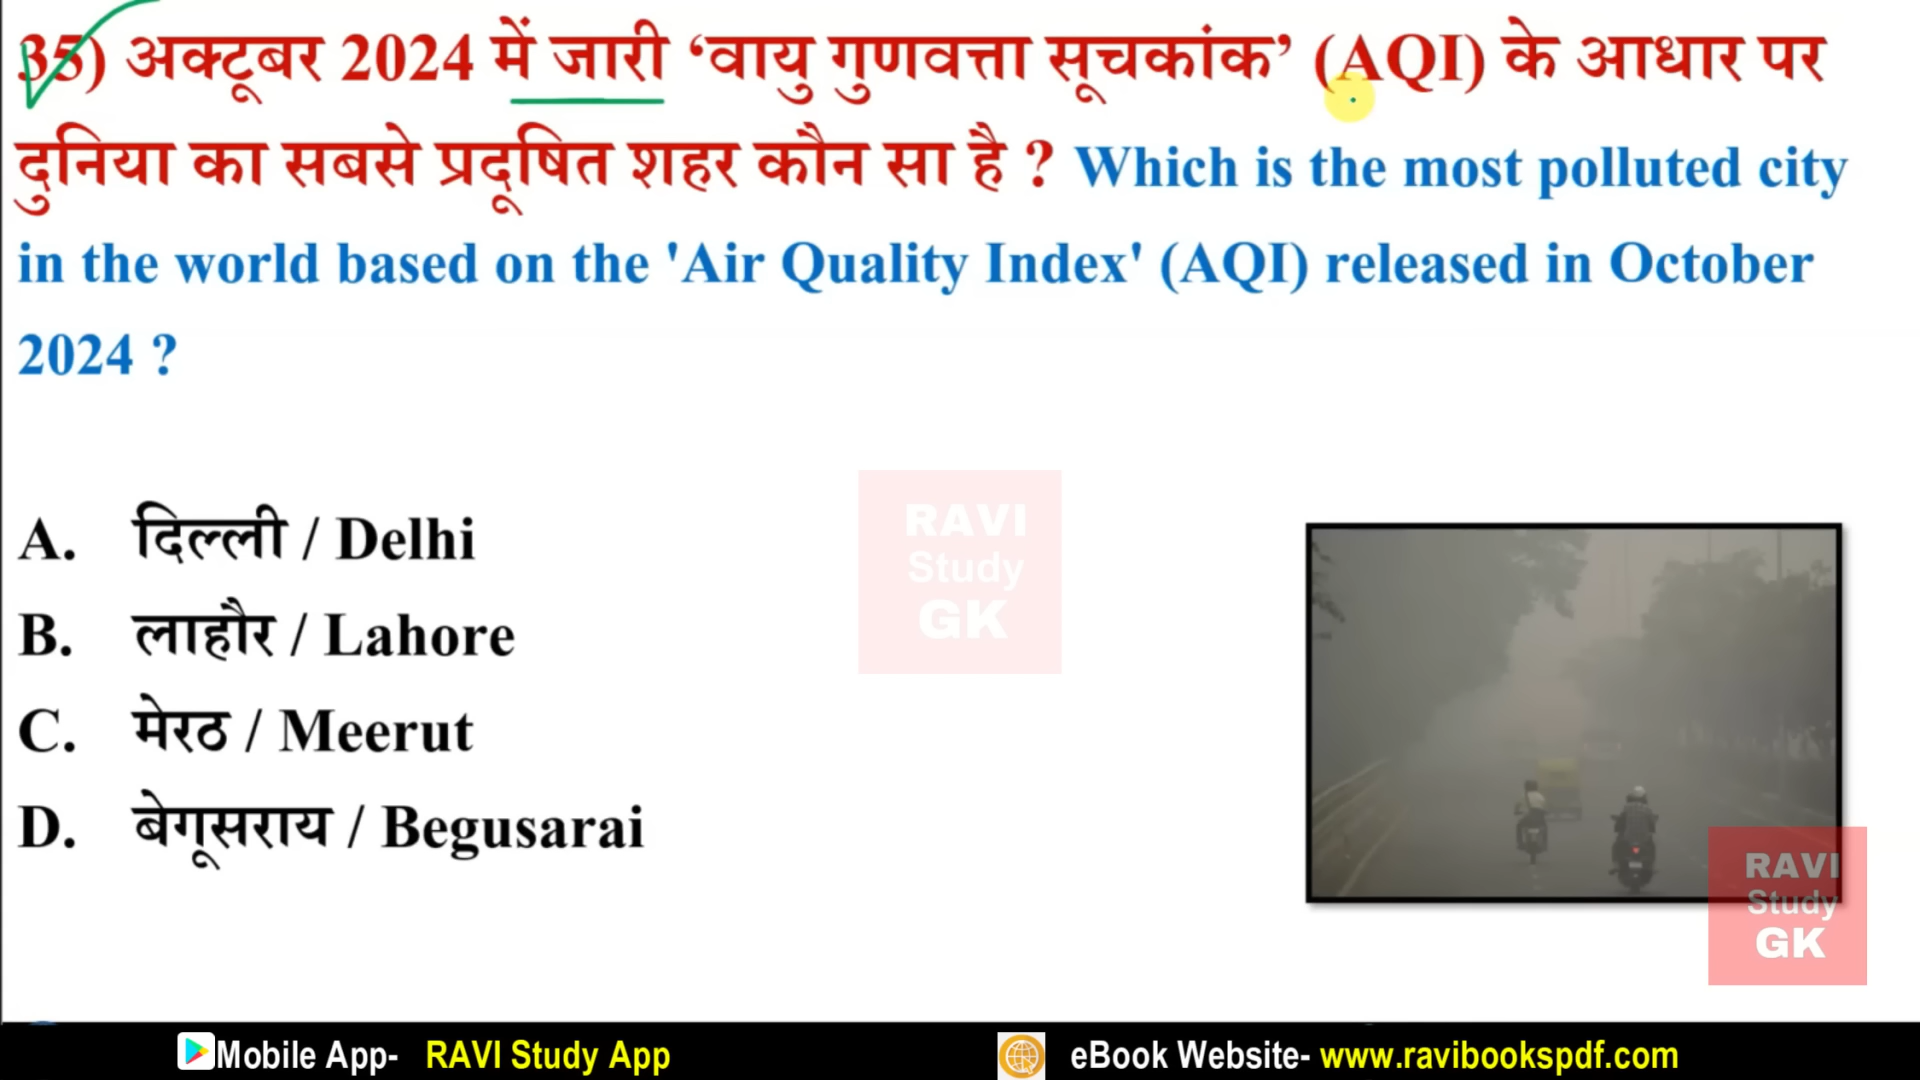 35) अक्टूबर 2024 में जारी ‘वायु गुणवत्ता सूचकांक’ (AQI) के आधार पर
दुनिया का सबसे प्रदूषित शहर कौन सा है ? Which is the most polluted city
in the world based on the 'Air Quality Index' (AQI) released in October
2024 ?
A. दिल्ली / Delhi
B. लाहौर / Lahore
C. मेरठ / Meerut
D. बेगूसराय / Begusarai
RAVI
Study
GK
RAVI
Study
GK
Mobile App- RAVI Study App
eBook Website- www.ravibookspdf.com